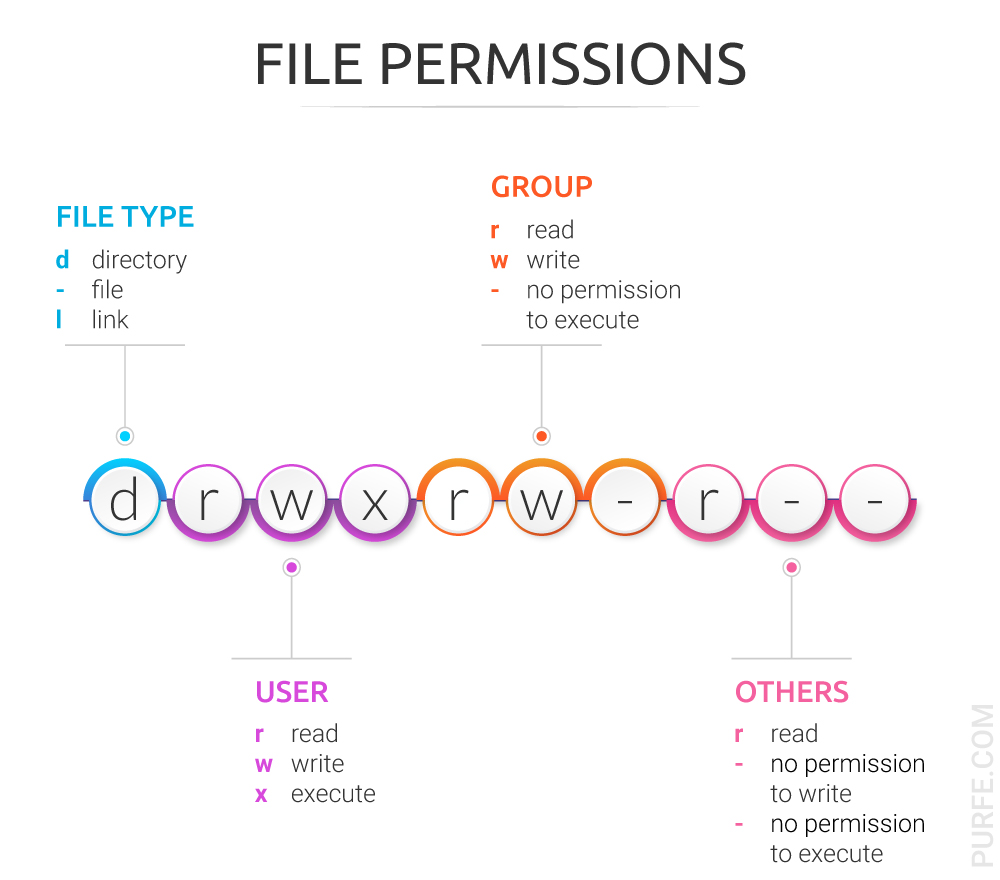 FILE PERMISSIONS
FILE TYPE
d directory
- file
l link
GROUP
r read
w write
- no permission
to execute
d r w x r w - r - -
USER
r read
w write
x execute
OTHERS
r read
- no permission
to write
- no permission
to execute
PURFE.COM